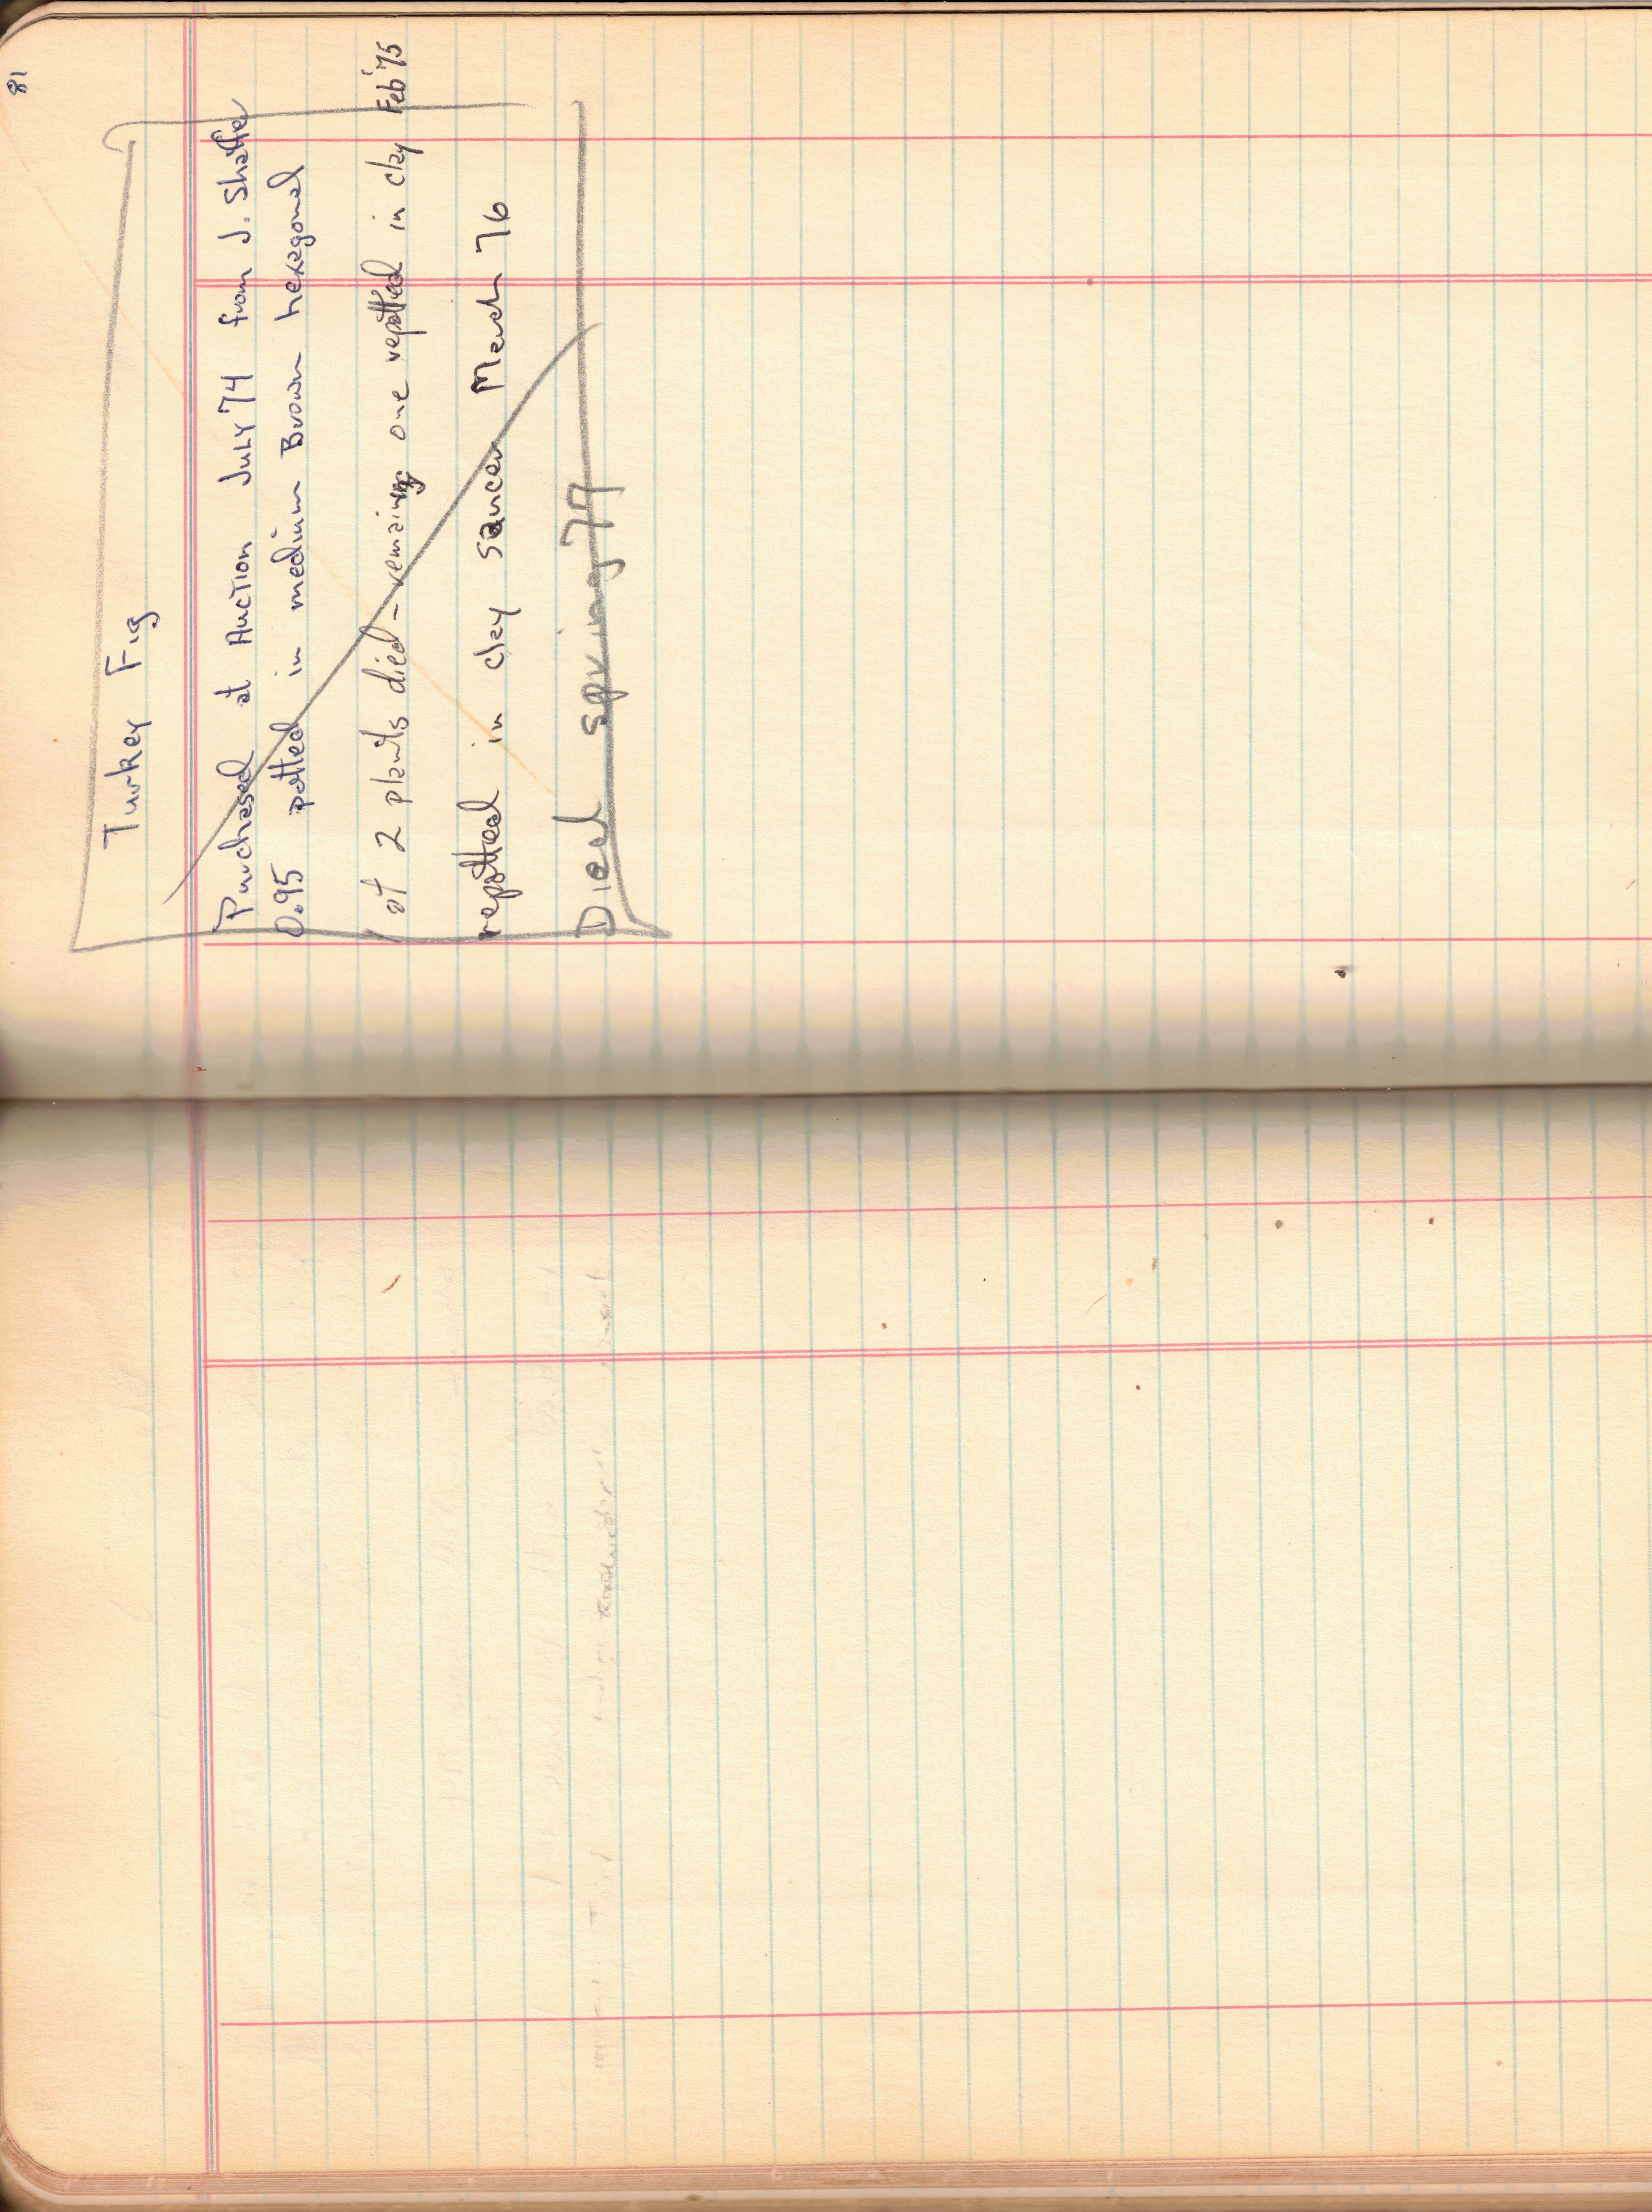 81
Turkey Fig
Purchased at Auction July 74 from J. Shaffer
0.95 potted in medium Brown hexagonal
1 of 2 plants died - remaining one repotted in clay Feb '75
repotted in clay saucer March 76
Died spring 77